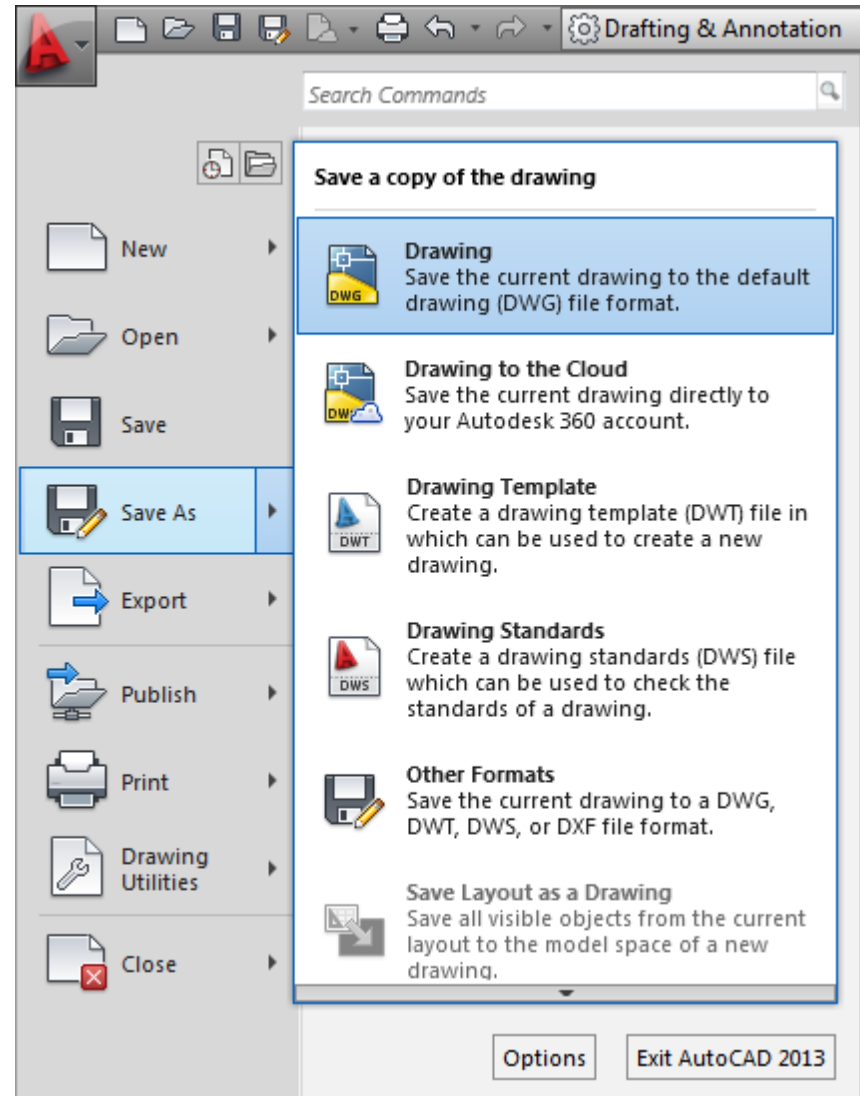 Drafting & Annotation
Search Commands
New
Open
Save
Save As
Export
Publish
Print
Drawing
Utilities
Close
Save a copy of the drawing
DWG
Drawing
Save the current drawing to the default
drawing (DWG) file format.
DW
Drawing to the Cloud
Save the current drawing directly to
your Autodesk 360 account.
DWT
Drawing Template
Create a drawing template (DWT) file in
which can be used to create a new
drawing.
DWS
Drawing Standards
Create a drawing standards (DWS) file
which can be used to check the
standards of a drawing.
Other Formats
Save the current drawing to a DWG,
DWT, DWS, or DXF file format.
Save Layout as a Drawing
Save all visible objects from the current
layout to the model space of a new
drawing.
Options
Exit AutoCAD 2013